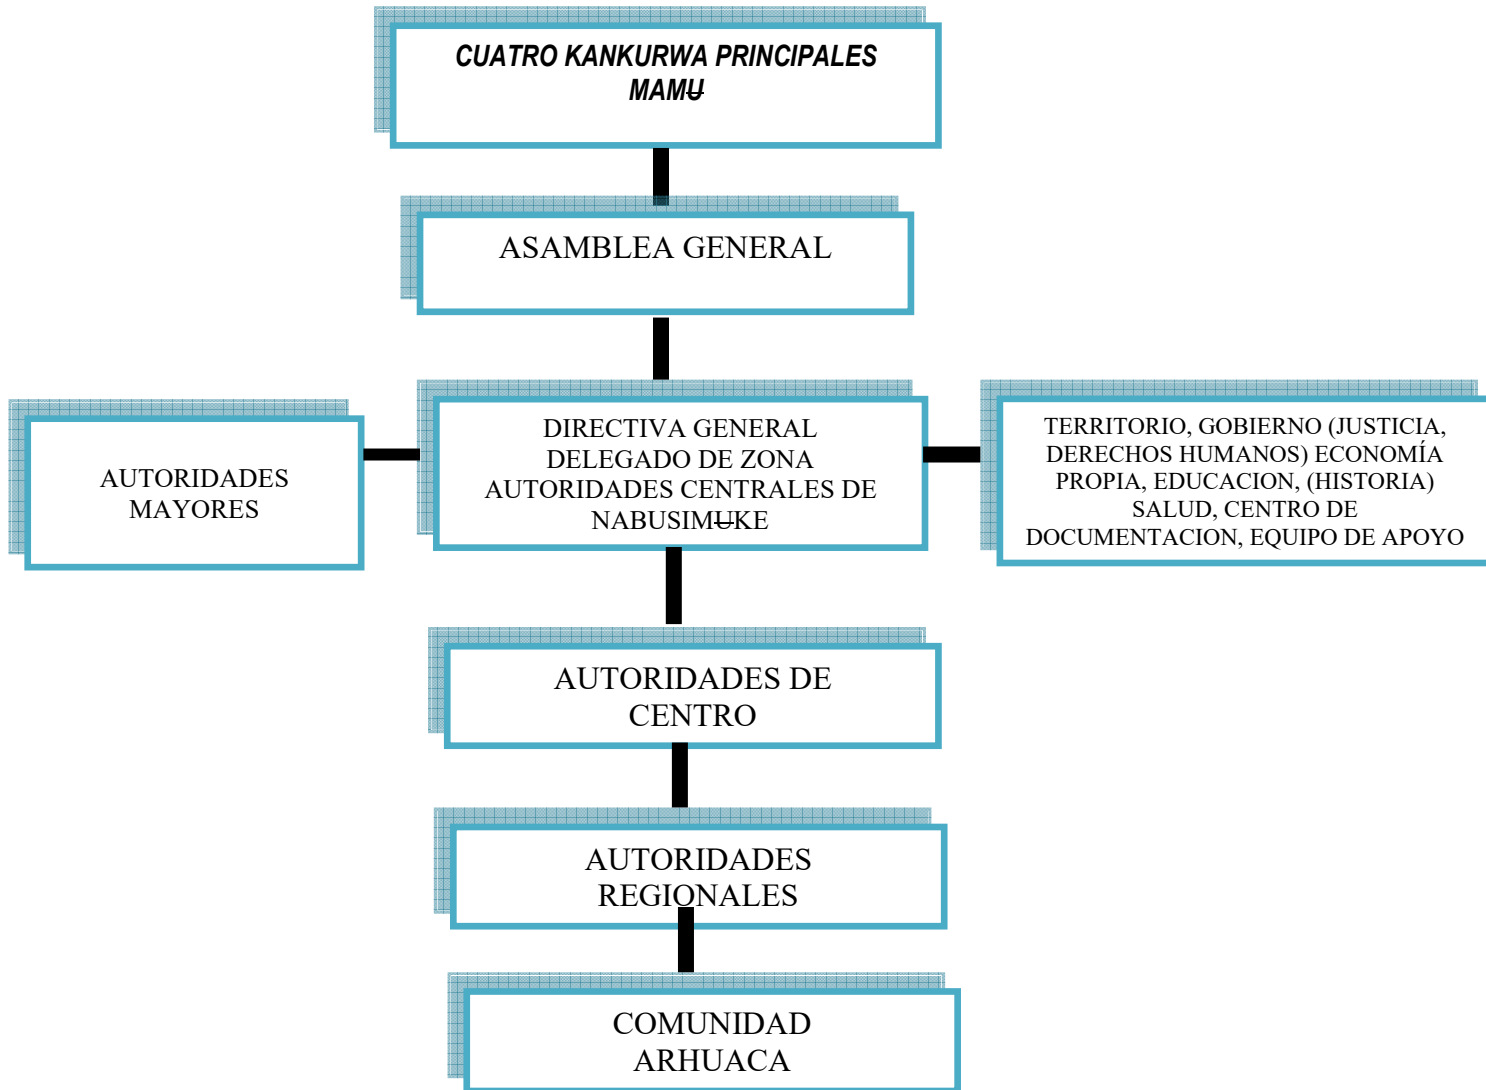 CUATRO KANKURWA PRINCIPALES
MAMɄ
ASAMBLEA GENERAL
AUTORIDADES
MAYORES
DIRECTIVA GENERAL
DELEGADO DE ZONA
AUTORIDADES CENTRALES DE
NABUSIMɄKE
TERRITORIO, GOBIERNO (JUSTICIA,
DERECHOS HUMANOS) ECONOMÍA
PROPIA, EDUCACION, (HISTORIA)
SALUD, CENTRO DE
DOCUMENTACION, EQUIPO DE APOYO
AUTORIDADES DE
CENTRO
AUTORIDADES
REGIONALES
COMUNIDAD
ARHUACA